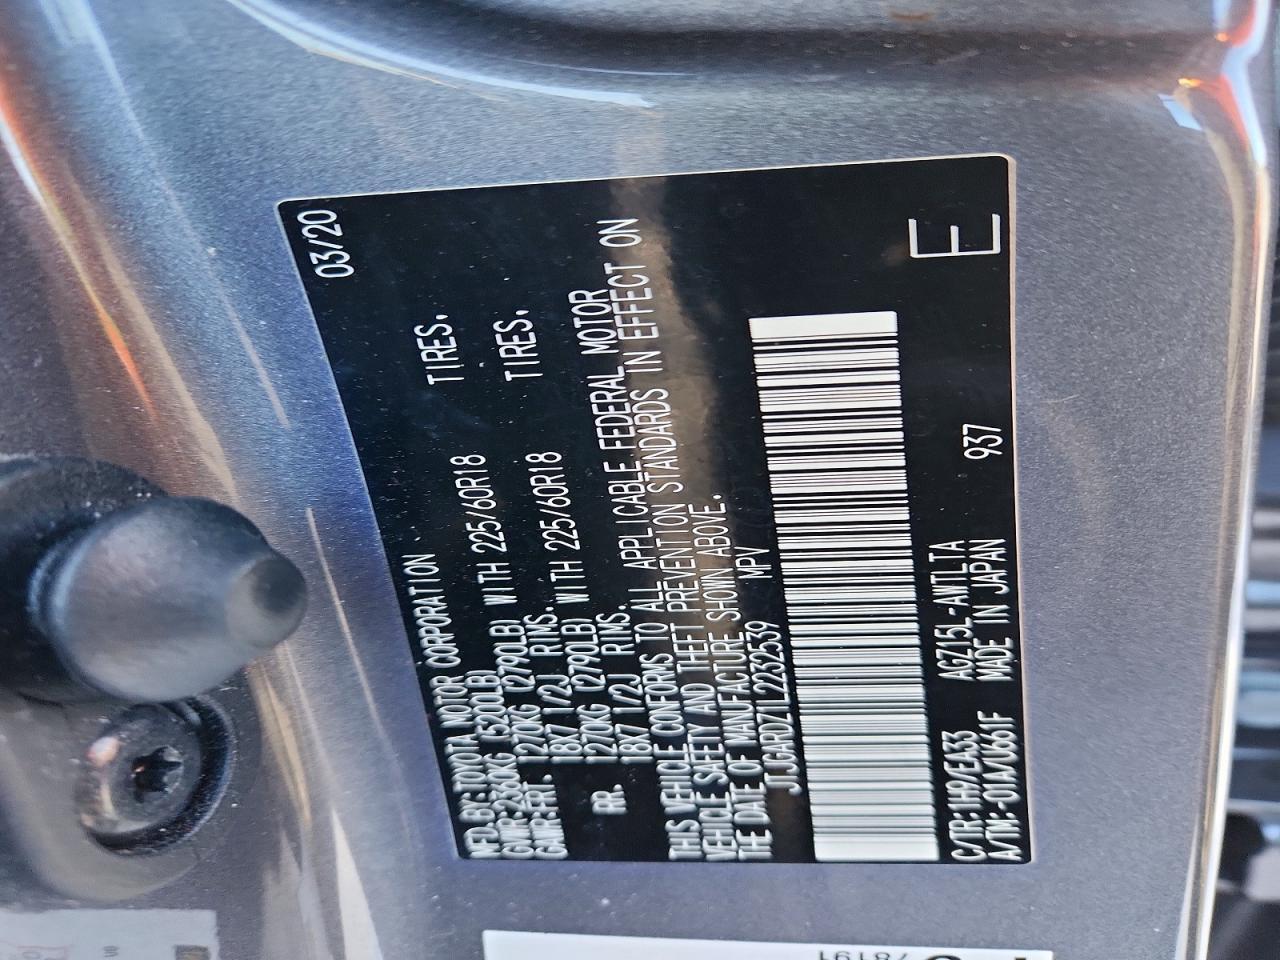 MFD.BY:TOYOTA MOTOR CORPORATION 03/20
GVWR:2360KG (5200LB)
GAWR:FRT. 1270KG (2790LB) WITH 225/60R18 TIRES.
18X7 1/2J RIMS.
RR. 1270KG (2790LB) WITH 225/60R18 TIRES.
18X7 1/2J RIMS.
THIS VEHICLE CONFORMS TO ALL APPLICABLE FEDERAL MOTOR
VEHICLE SAFETY AND THEFT PREVENTION STANDARDS IN EFFECT ON
THE DATE OF MANUFACTURE SHOWN ABOVE.
JTJGARDZ1L2232539 MPV
C/TR:1H9/EA33 AGZ15L-AWTLTA
A/TM:-01A/U661F MADE IN JAPAN 937
E
78191